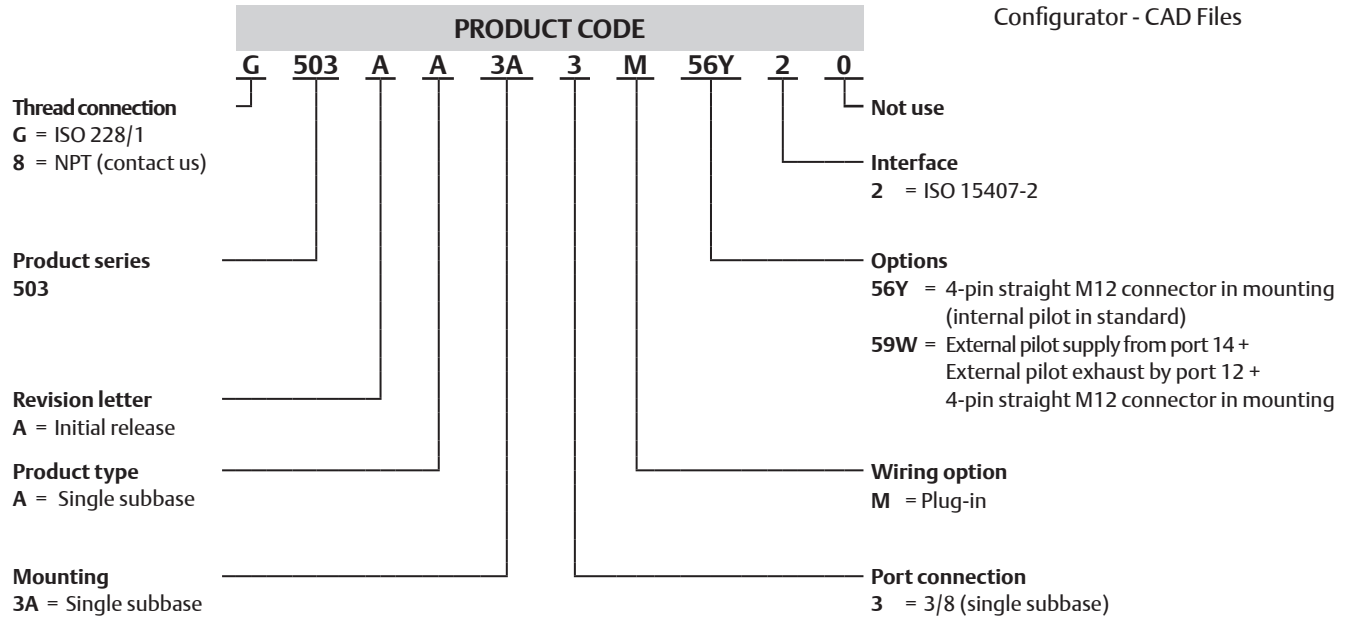 Configurator - CAD Files
PRODUCT CODE
G 503 A A 3A 3 M 56Y 2 0
Thread connection
G = ISO 228/1
8 = NPT (contact us)
Product series
503
Revision letter
A = Initial release
Product type
A = Single subbase
Mounting
3A = Single subbase
Not use
Interface
2 = ISO 15407-2
Options
56Y = 4-pin straight M12 connector in mounting
(internal pilot in standard)
59W = External pilot supply from port 14 +
External pilot exhaust by port 12 +
4-pin straight M12 connector in mounting
Wiring option
M = Plug-in
Port connection
3 = 3/8 (single subbase)